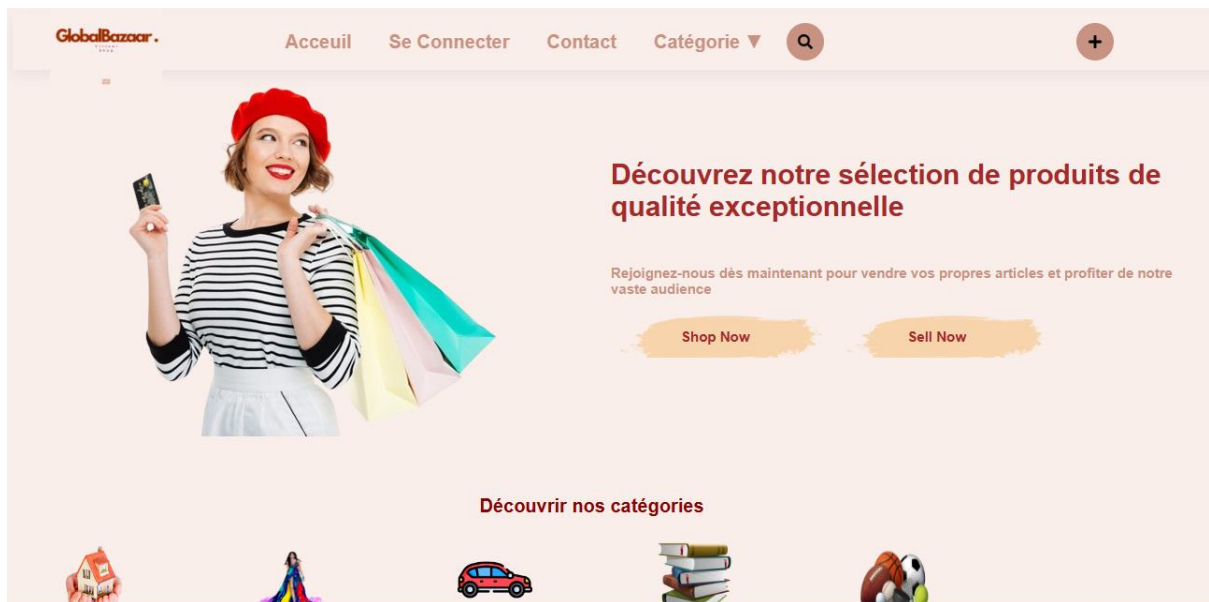 GlobalBazaar.
Acceuil Se Connecter Contact Catégorie ▼
Découvrez notre sélection de produits de
qualité exceptionnelle
Rejoignez-nous dès maintenant pour vendre vos propres articles et profiter de notre
vaste audience
Shop Now Sell Now
Découvrir nos catégories